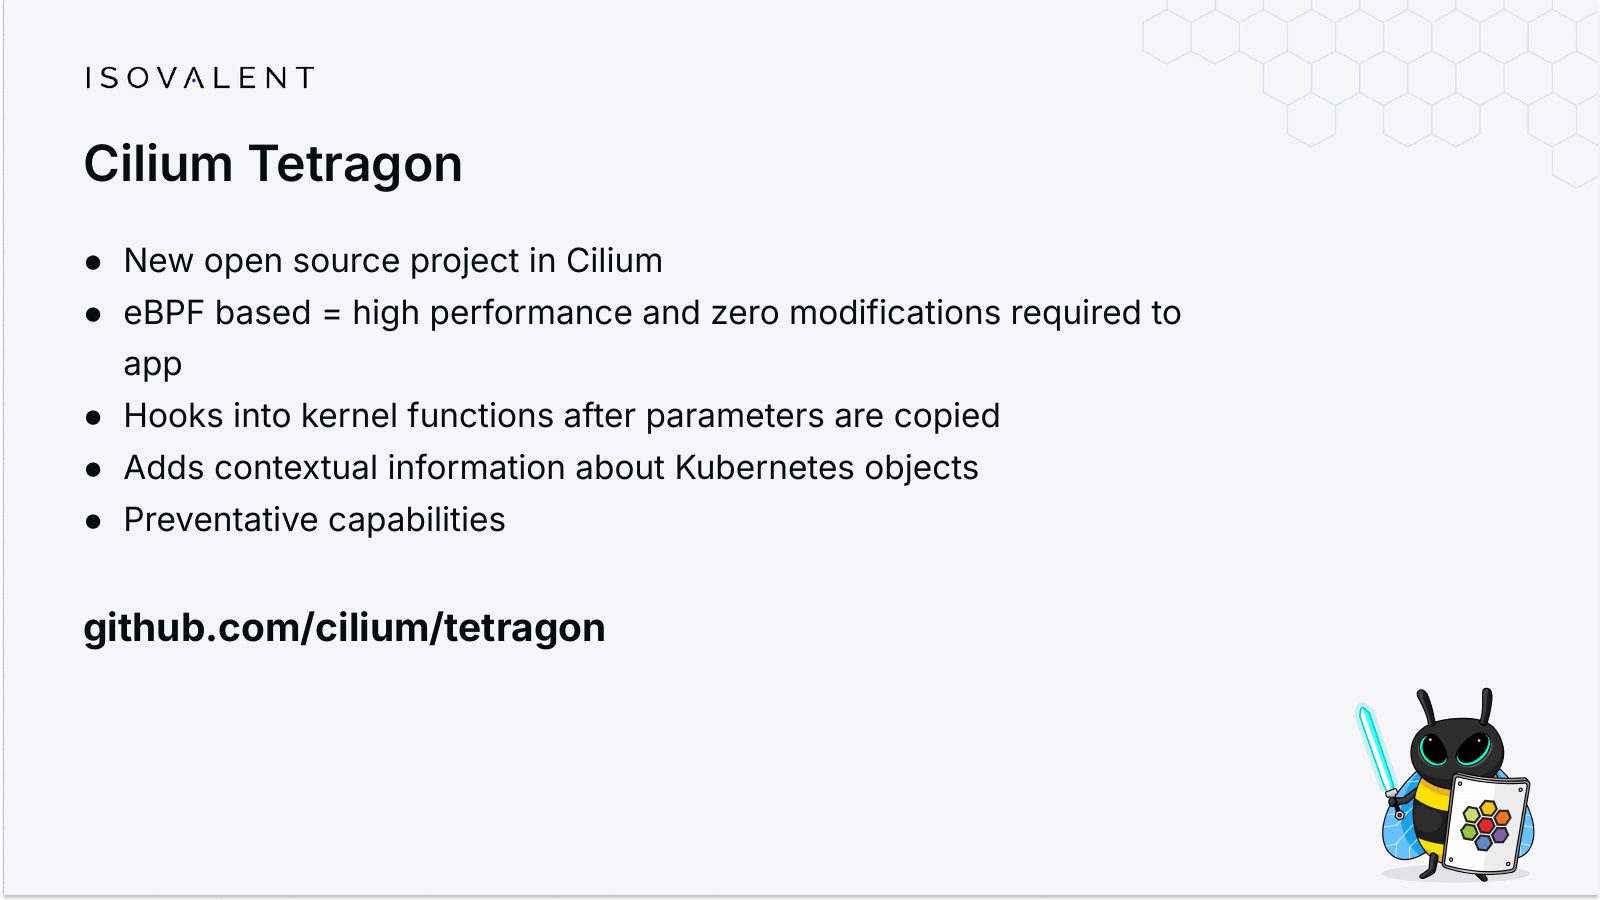 ISOVALENT
Cilium Tetragon
● New open source project in Cilium
● eBPF based = high performance and zero modifications required to
app
● Hooks into kernel functions after parameters are copied
● Adds contextual information about Kubernetes objects
● Preventative capabilities
github.com/cilium/tetragon